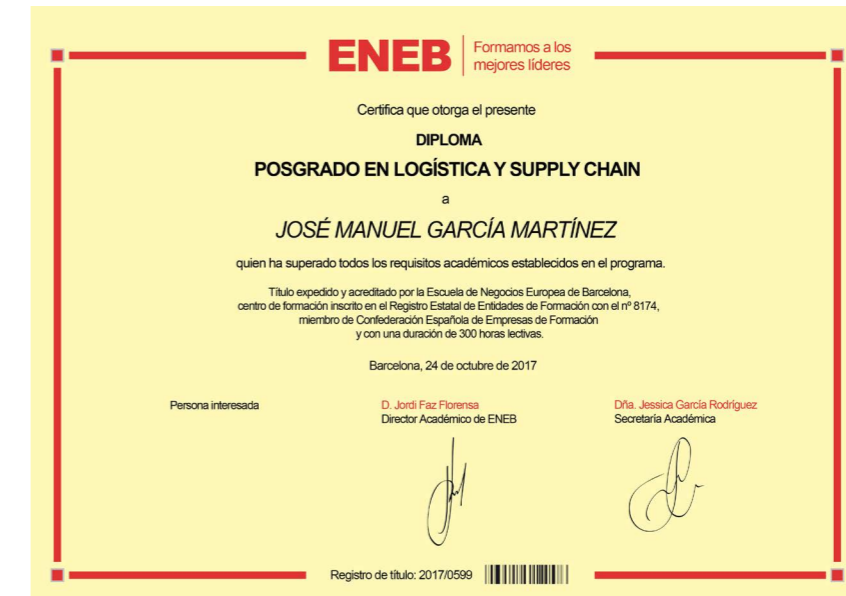 ENEB
Formamos a los
mejores líderes
Certifica que otorga el presente
DIPLOMA
POSGRADO EN LOGÍSTICA Y SUPPLY CHAIN
a
JOSÉ MANUEL GARCÍA MARTÍNEZ
quien ha superado todos los requisitos académicos establecidos en el programa.
Título expedido y acreditado por la Escuela de Negocios Europea de Barcelona,
centro de formación inscrito en el Registro Estatal de Entidades de Formación con el nº 8174,
miembro de Confederación Española de Empresas de Formación
y con una duración de 300 horas lectivas.
Barcelona, 24 de octubre de 2017
Persona interesada
D. Jordi Faz Florensa
Director Académico de ENEB
Dña. Jessica García Rodríguez
Secretaría Académica
Registro de título: 2017/0599